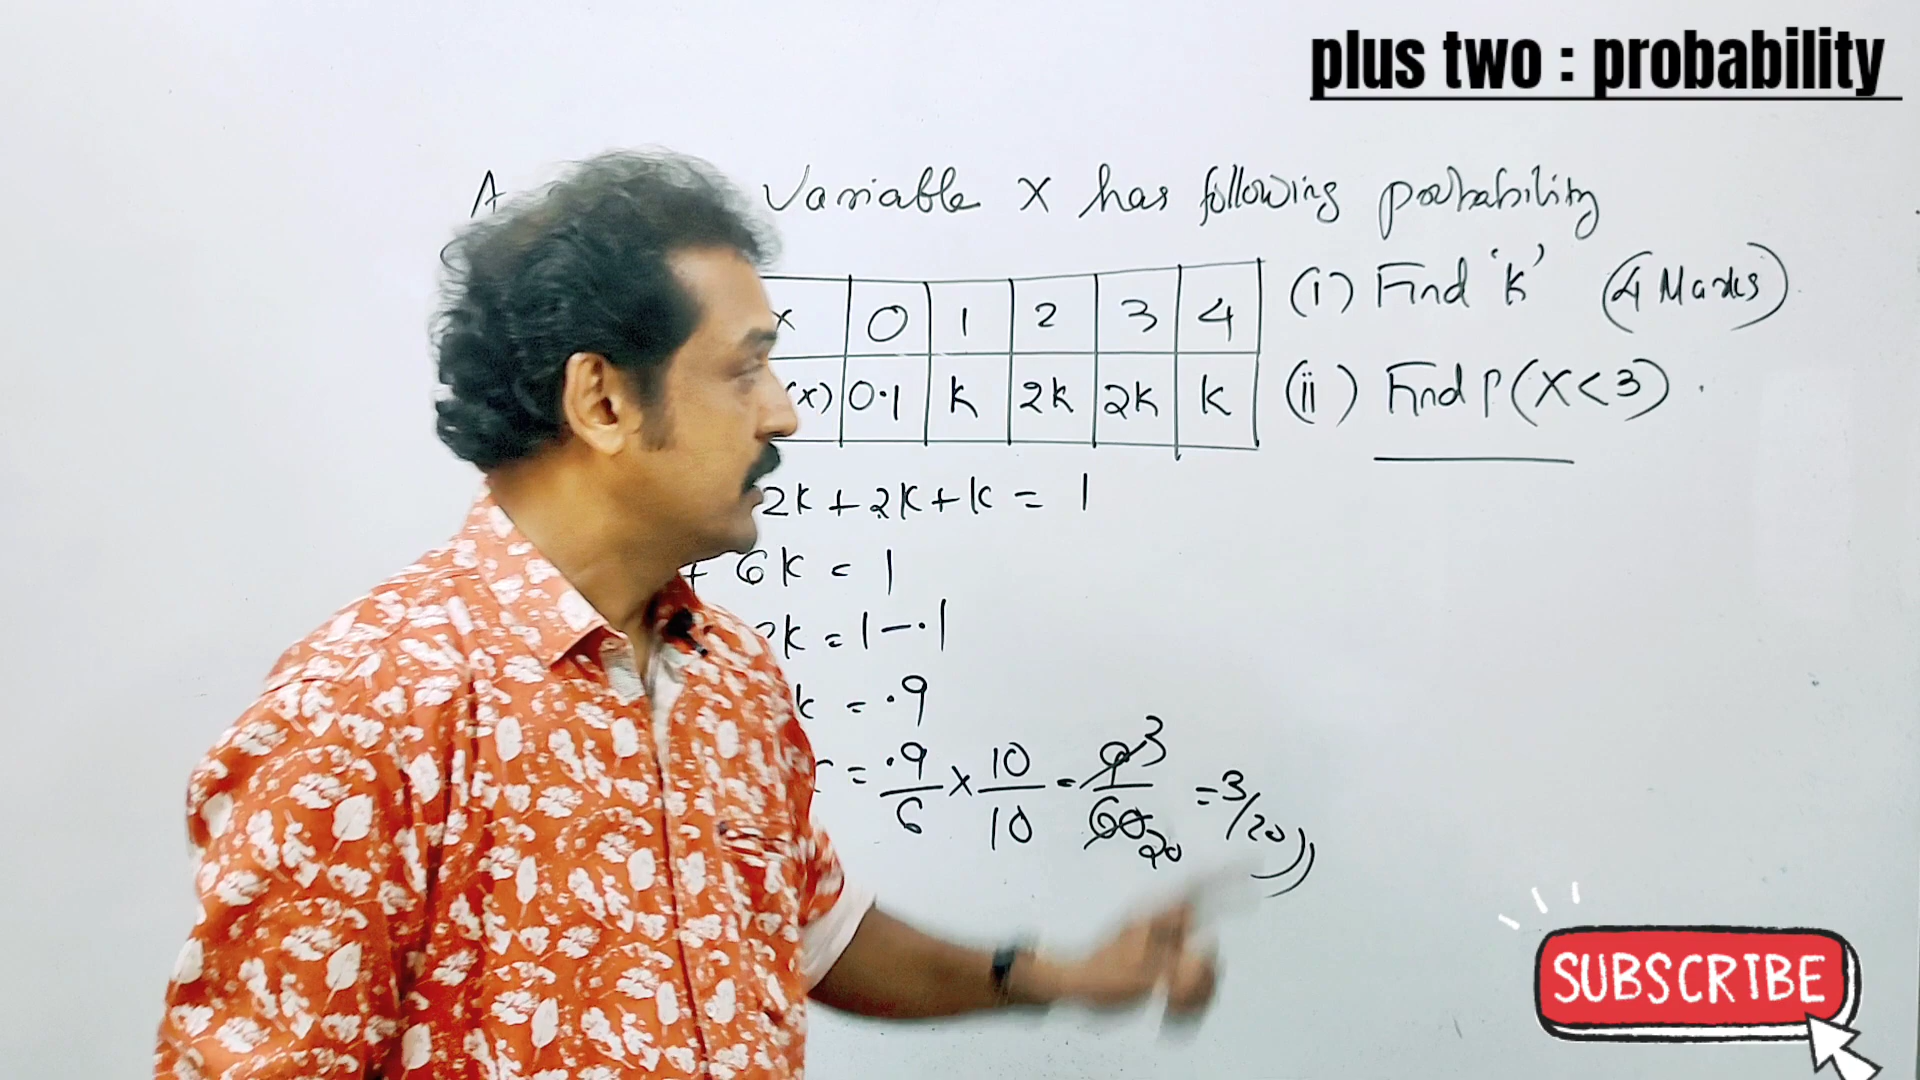 plus two : probability
A Variable X has following probability
x 0 1 2 3 4
(x) 0.1 k 2k 2k k
(i) Find 'k' (4 Marks)
(ii) Find P(X<3).
2k + 2k + k = 1
+ 6k = 1
k = 1 - .1
k = .9
= .9/6 × 10/10 = 9 3/60 20 = 3/20
SUBSCRIBE